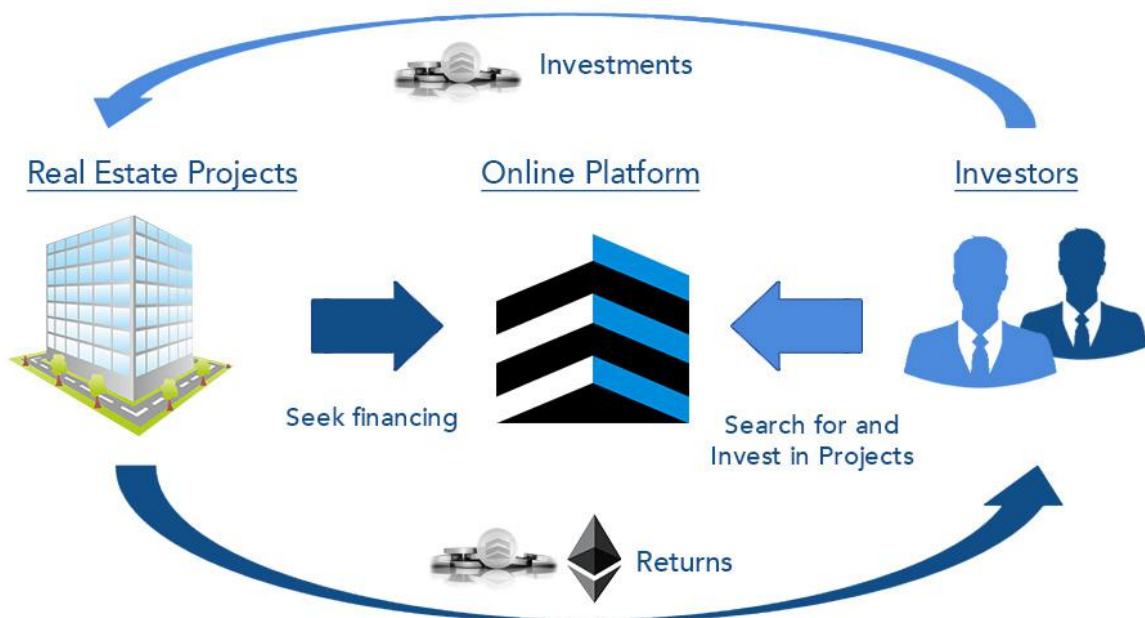 Investments
Real Estate Projects
Online Platform
Investors
Seek financing
Search for and
Invest in Projects
Returns